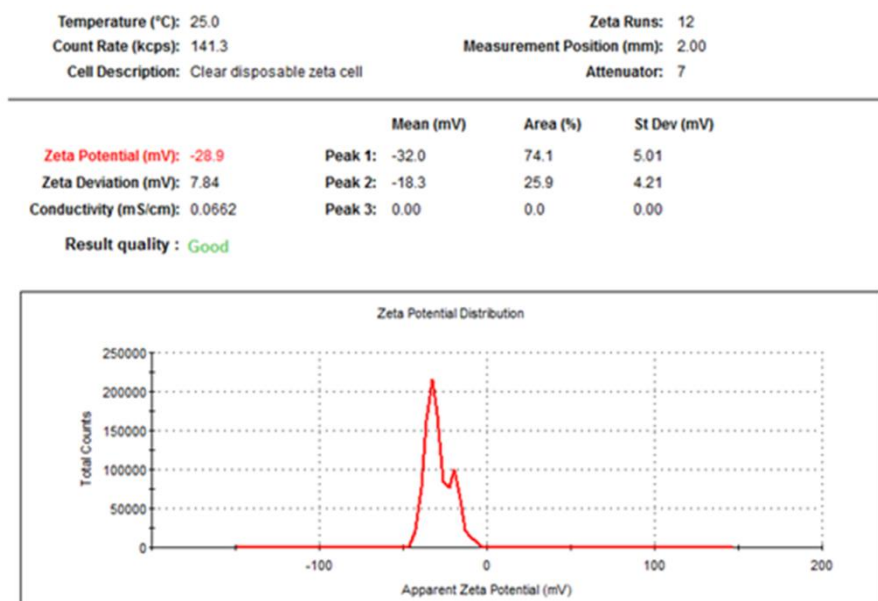 Temperature (°C): 25.0 Zeta Runs: 12
Count Rate (kcps): 141.3 Measurement Position (mm): 2.00
Cell Description: Clear disposable zeta cell Attenuator: 7
Mean (mV) Area (%) St Dev (mV)
Zeta Potential (mV): -28.9 Peak 1: -32.0 74.1 5.01
Zeta Deviation (mV): 7.84 Peak 2: -18.3 25.9 4.21
Conductivity (mS/cm): 0.0662 Peak 3: 0.00 0.0 0.00
Result quality : Good
Zeta Potential Distribution
250000
200000
150000
100000
50000
0
Total Counts
-100 0 100 200
Apparent Zeta Potential (mV)